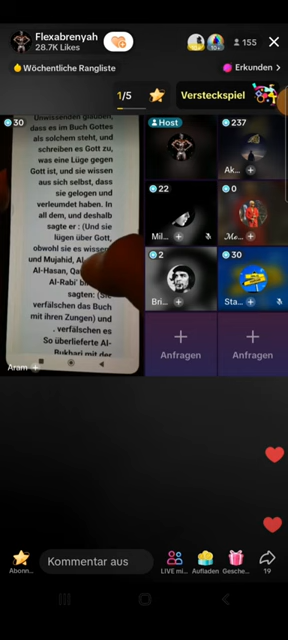 Flexabrenyah
28.7K Likes
10+
155
Wöchentliche Rangliste
Erkunden >
1/5
Versteckspiel
30
Unwissenden glauben,
dass es im Buch Gottes
als solchem steht, und
schreiben es Gott zu,
was eine Lüge gegen
Gott ist, und sie wissen
aus sich selbst, dass
sie gelogen und
verleumdet haben. In
all dem, und deshalb
sagte er : (Und sie
lügen über Gott,
obwohl sie es wissen
und Mujahid, Al
Al-Hasan,
Al-Rabi'
sagten:
verfälschen das Buch
mit ihren Zungen) und
. verfälschen es
So überlieferte Al-
Bukhari mit der
Aram
Host
237
Ak...
22
Mil...
0
Me...
2
Bri...
30
Sta...
Anfragen
Anfragen
Abonn...
Kommentar aus
LIVE mi...
Aufladen
Gesche...
19